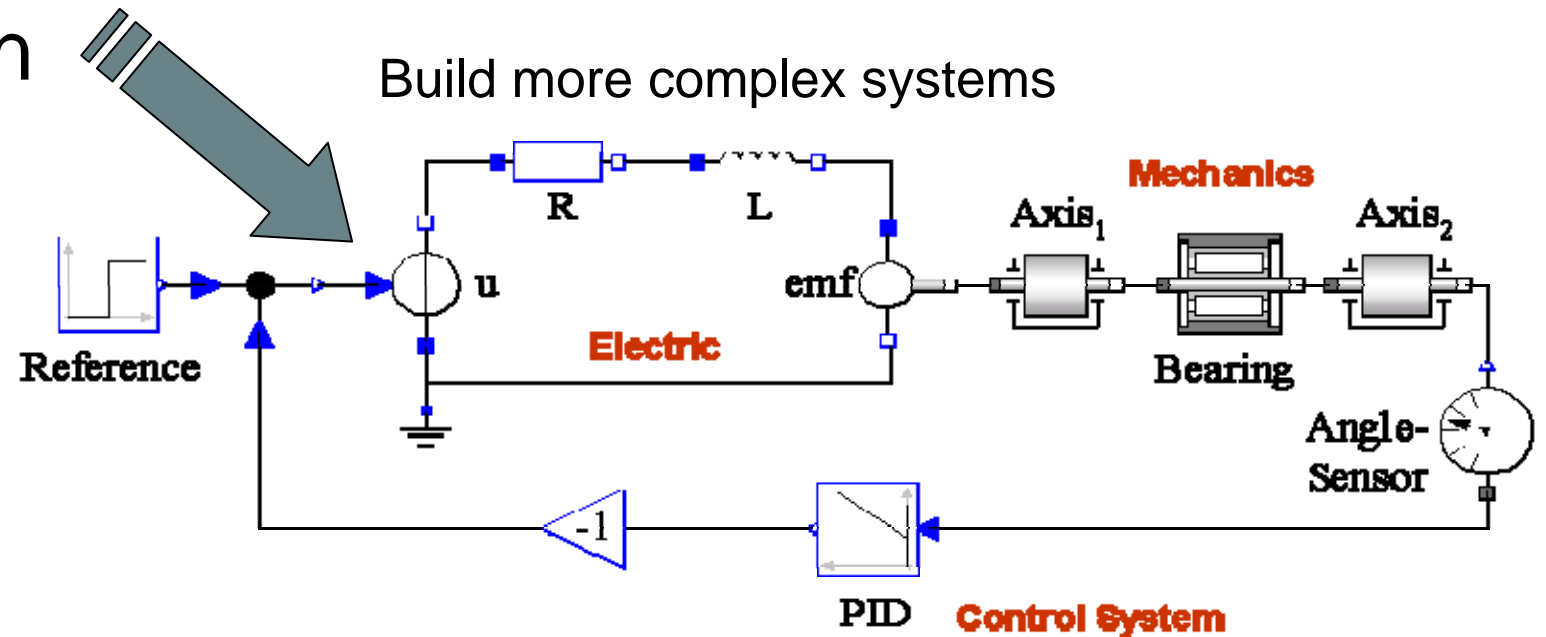 n
Build more complex systems
Mechanics
R
L
Axis1
Axis2
u
emf
Electric
Reference
Bearing
Angle-
Sensor
-1
PID
Control System